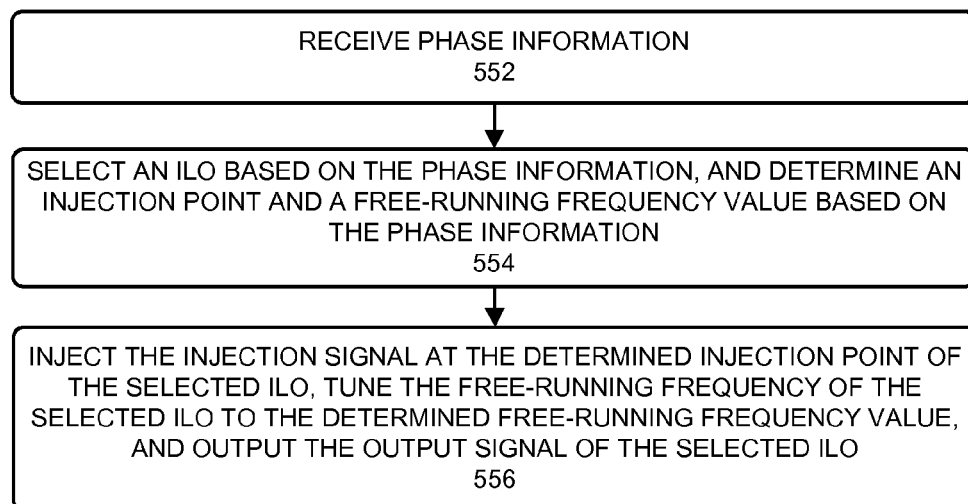 RECEIVE PHASE INFORMATION
552
SELECT AN ILO BASED ON THE PHASE INFORMATION, AND DETERMINE AN
INJECTION POINT AND A FREE-RUNNING FREQUENCY VALUE BASED ON
THE PHASE INFORMATION
554
INJECT THE INJECTION SIGNAL AT THE DETERMINED INJECTION POINT OF
THE SELECTED ILO, TUNE THE FREE-RUNNING FREQUENCY OF THE
SELECTED ILO TO THE DETERMINED FREE-RUNNING FREQUENCY VALUE,
AND OUTPUT THE OUTPUT SIGNAL OF THE SELECTED ILO
556